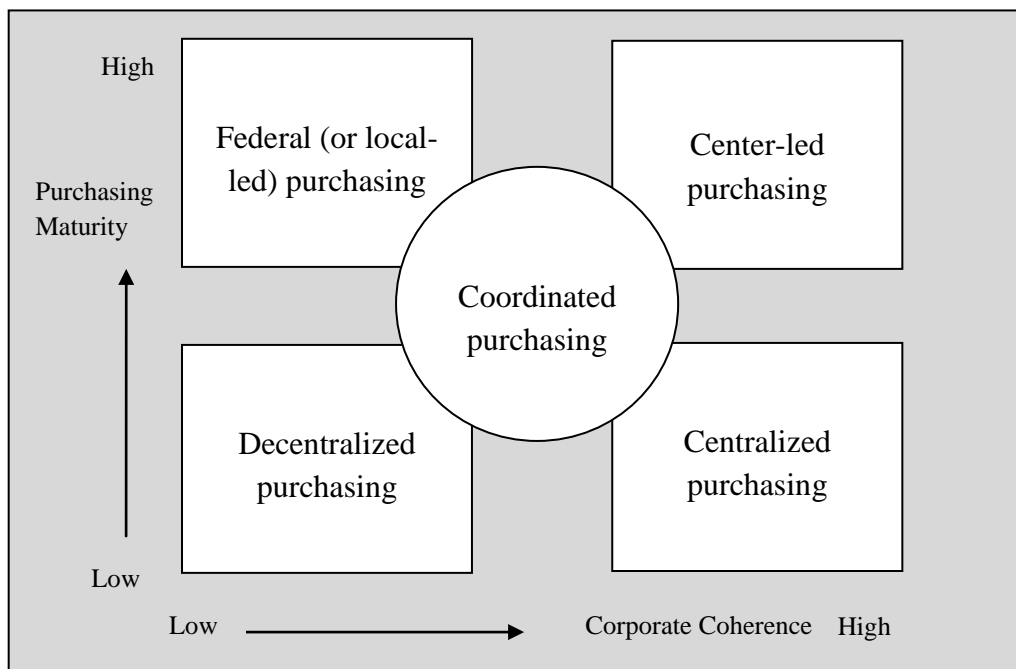 High
Federal (or local-
led) purchasing
Center-led
purchasing
Purchasing
Maturity
Coordinated
purchasing
Decentralized
purchasing
Centralized
purchasing
Low
Low
Corporate Coherence
High